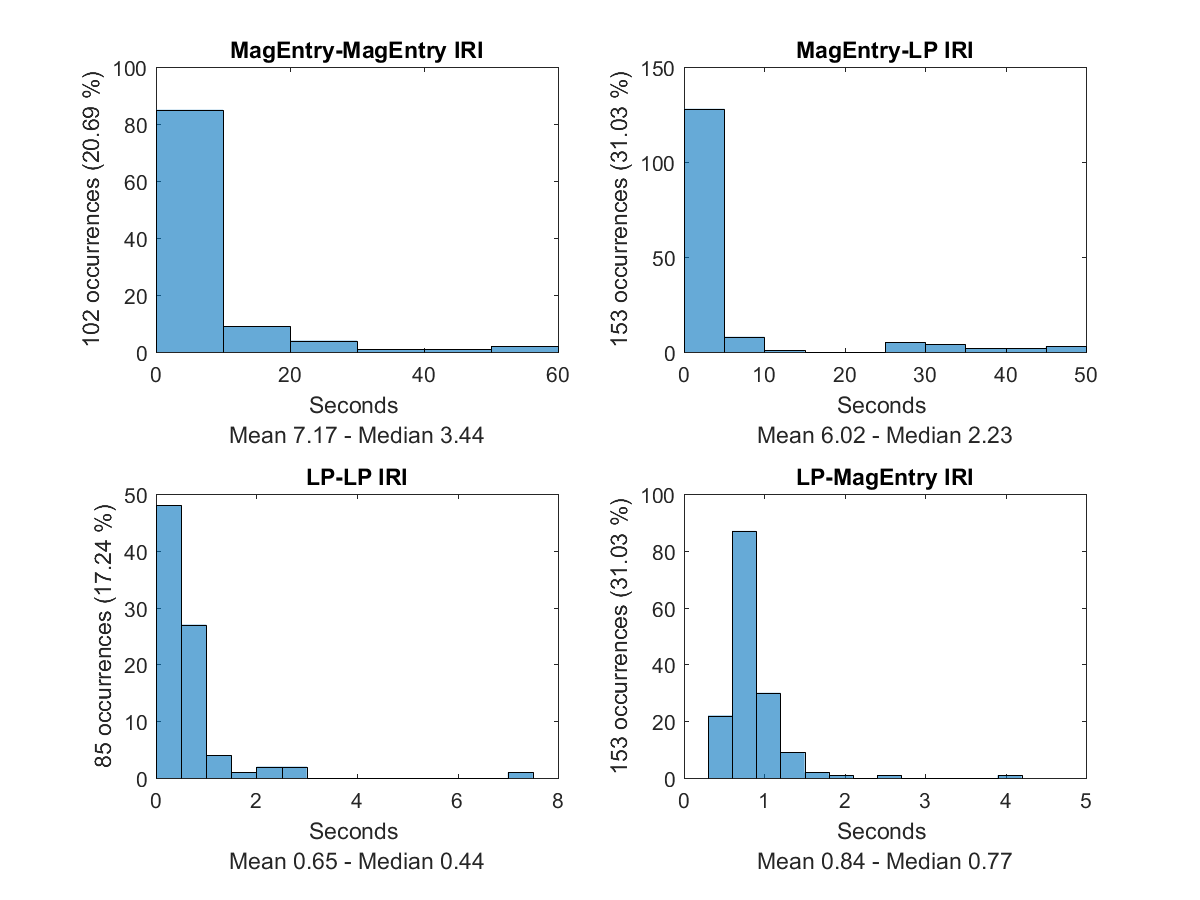 MagEntry-MagEntry IRI
102 occurrences (20.69 %)
100
80
60
40
20
0
0 20 40 60
Seconds
Mean 7.17 - Median 3.44
MagEntry-LP IRI
153 occurrences (31.03 %)
150
100
50
0
0 10 20 30 40 50
Seconds
Mean 6.02 - Median 2.23
LP-LP IRI
85 occurrences (17.24 %)
50
40
30
20
10
0
0 2 4 6 8
Seconds
Mean 0.65 - Median 0.44
LP-MagEntry IRI
153 occurrences (31.03 %)
100
80
60
40
20
0
0 1 2 3 4 5
Seconds
Mean 0.84 - Median 0.77